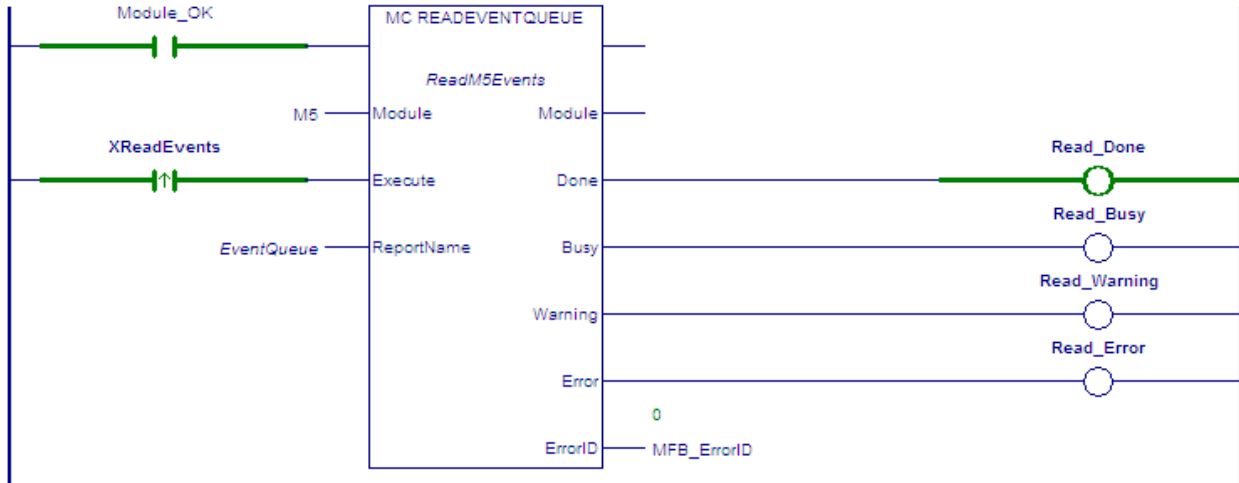 Module_OK
MC READEVENTQUEUE
ReadM5Events
M5 Module Module
XReadEvents Read_Done
Execute Done
Read_Busy
EventQueue ReportName Busy
Read_Warning
Warning
Read_Error
Error
0
ErrorID MFB_ErrorID